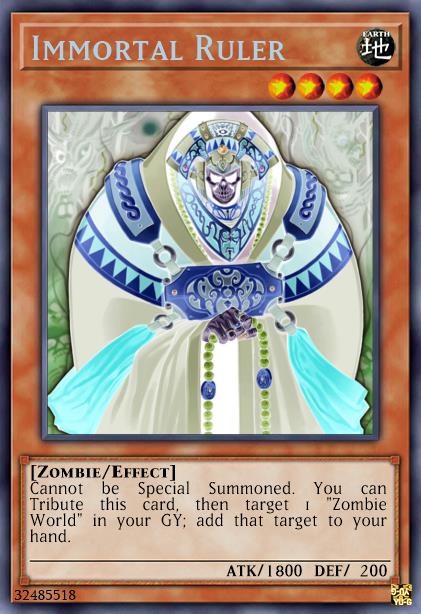 Immortal Ruler
EARTH
地
[Zombie/Effect]
Cannot be Special Summoned. You can
Tribute this card, then target 1 "Zombie
World" in your GY; add that target to your
hand.
ATK/1800 DEF/ 200
32485518